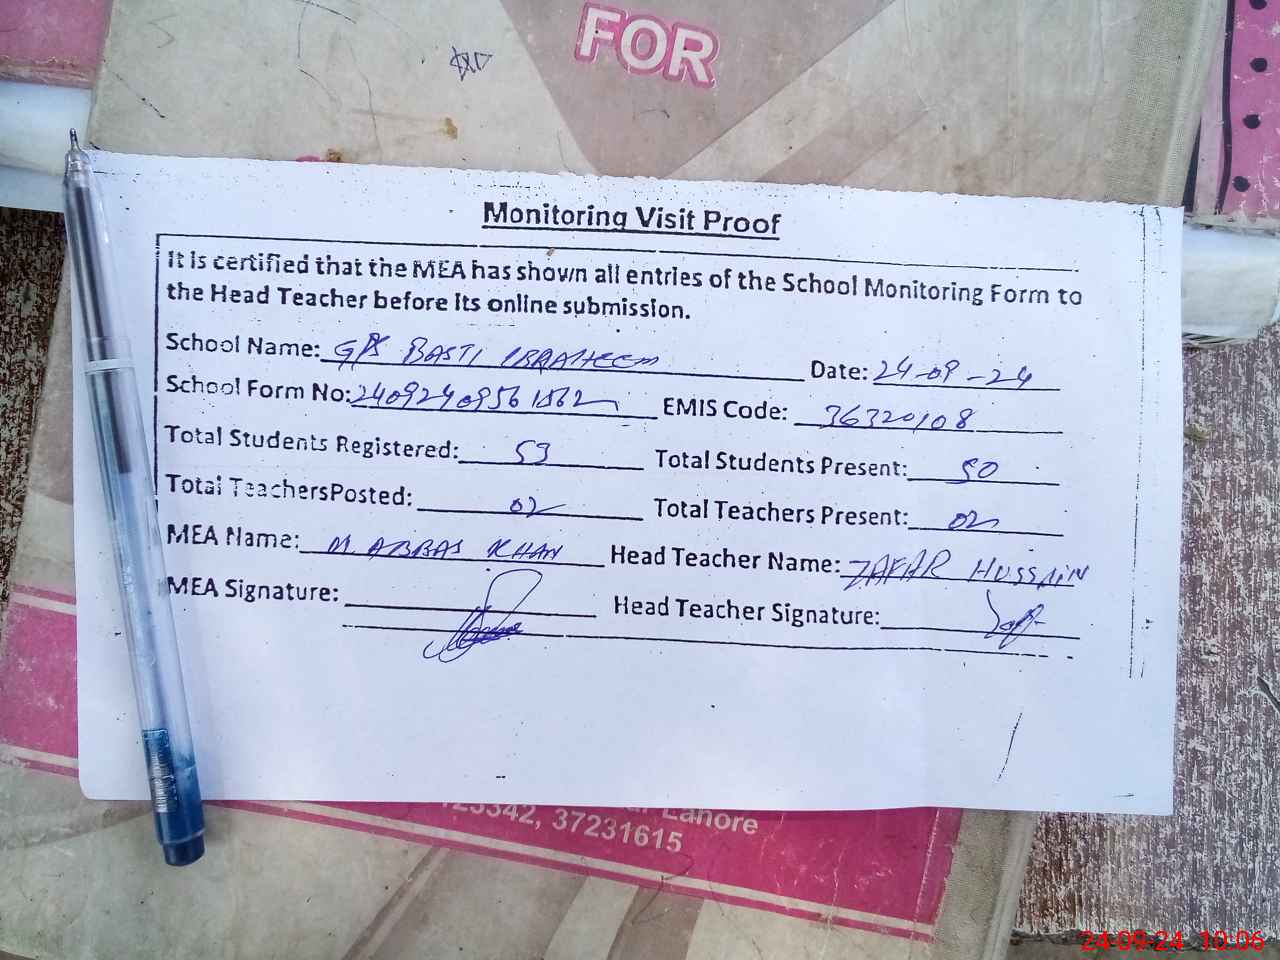 FOR
Monitoring Visit Proof
It is certified that the MEA has shown all entries of the School Monitoring Form to
the Head Teacher before its online submission.
School Name: GPS BASTI IBRAHEEM Date: 24-09-24
School Form No: 24092409561562 EMIS Code: 36320108
Total Students Registered: 53 Total Students Present: 50
Total TeachersPosted: 02 Total Teachers Present: 02
MEA Name: M. ABBAS KHAN Head Teacher Name: ZAFAR HUSSAIN
MEA Signature: Head Teacher Signature:
Lahore
123342, 37231615
24-09-24 10:06